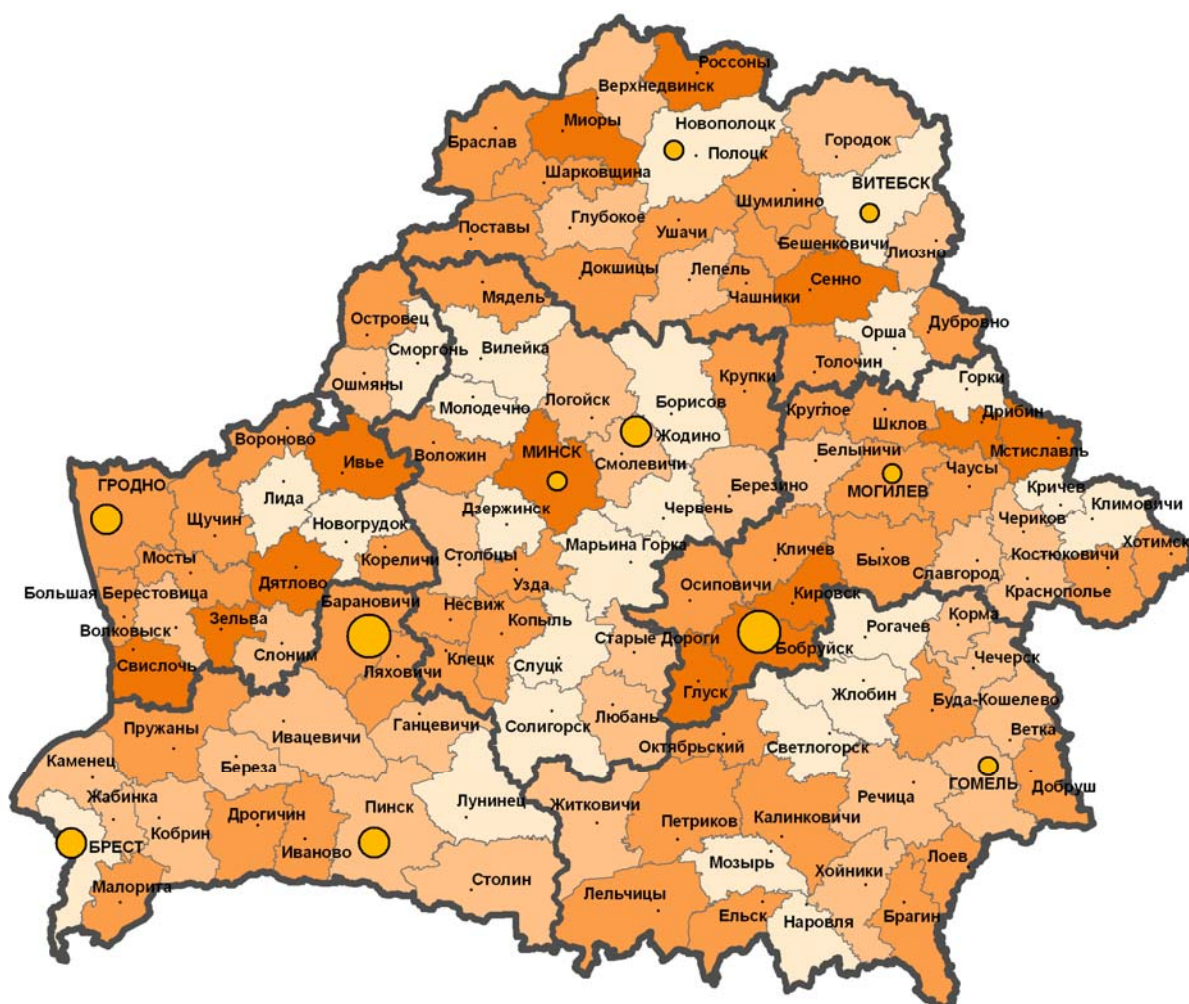 Россоны
Верхнедвинск
Миоры
Новополоцк
Браслав
Городок
Полоцк
Шарковщина
ВИТЕБСК
Шумилино
Глубокое
Поставы
Ушачи
Бешенковичи
Лиозно
Докшицы
Лепель
Сенно
Мядель
Чашники
Островец
Дубровно
Сморгонь
Вилейка
Орша
Толочин
Ошмяны
Крупки
Горки
Логойск
Борисов
Молодечно
Круглое
Шклов
Дрибин
Вороново
Жодино
Мстиславль
Ивье
Воложин
МИНСК
Смолевичи
Белыничи
Чаусы
ГРОДНО
Березино
Кричев
Лида
МОГИЛЕВ
Климовичи
Дзержинск
Червень
Чериков
Щучин
Новогрудок
Марьина Горка
Хотимск
Мосты
Кореличи
Столбцы
Кличев
Быхов
Костюковичи
Дятлово
Узда
Осиповичи
Славгород
Большая Берестовица
Краснополье
Барановичи
Несвиж
Кировск
Зельва
Копыль
Рогачев
Корма
Волковыск
Старые Дороги
Бобруйск
Слоним
Клецк
Чечерск
Свислочь
Ляховичи
Слуцк
Жлобин
Глуск
Буда-Кошелево
Пружаны
Ганцевичи
Любань
Ивацевичи
Солигорск
Ветка
Октябрьский
Светлогорск
Каменец
Береза
ГОМЕЛЬ
Речица
Добруш
Жабинка
Лунинец
Житковичи
Дрогичин
Пинск
Петриков
Калинковичи
Кобрин
БРЕСТ
Иваново
Лоев
Мозырь
Хойники
Столин
Малорита
Лельчицы
Ельск
Брагин
Наровля